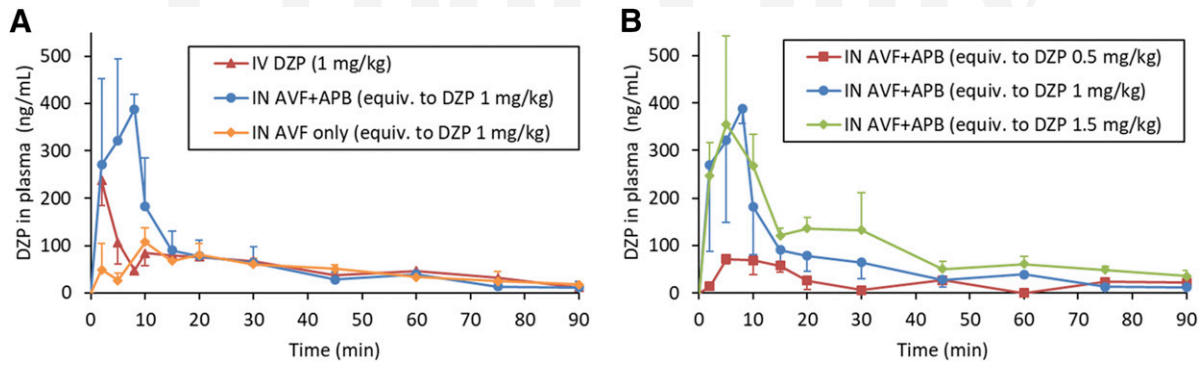 A
DZP in plasma (ng/mL)
500
400
300
200
100
0
IV DZP (1 mg/kg)
IN AVF+APB (equiv. to DZP 1 mg/kg)
IN AVF only (equiv. to DZP 1 mg/kg)
0 10 20 30 40 50 60 70 80 90
Time (min)
B
DZP in plasma (ng/mL)
500
400
300
200
100
0
IN AVF+APB (equiv. to DZP 0.5 mg/kg)
IN AVF+APB (equiv. to DZP 1 mg/kg)
IN AVF+APB (equiv. to DZP 1.5 mg/kg)
0 10 20 30 40 50 60 70 80 90
Time (min)